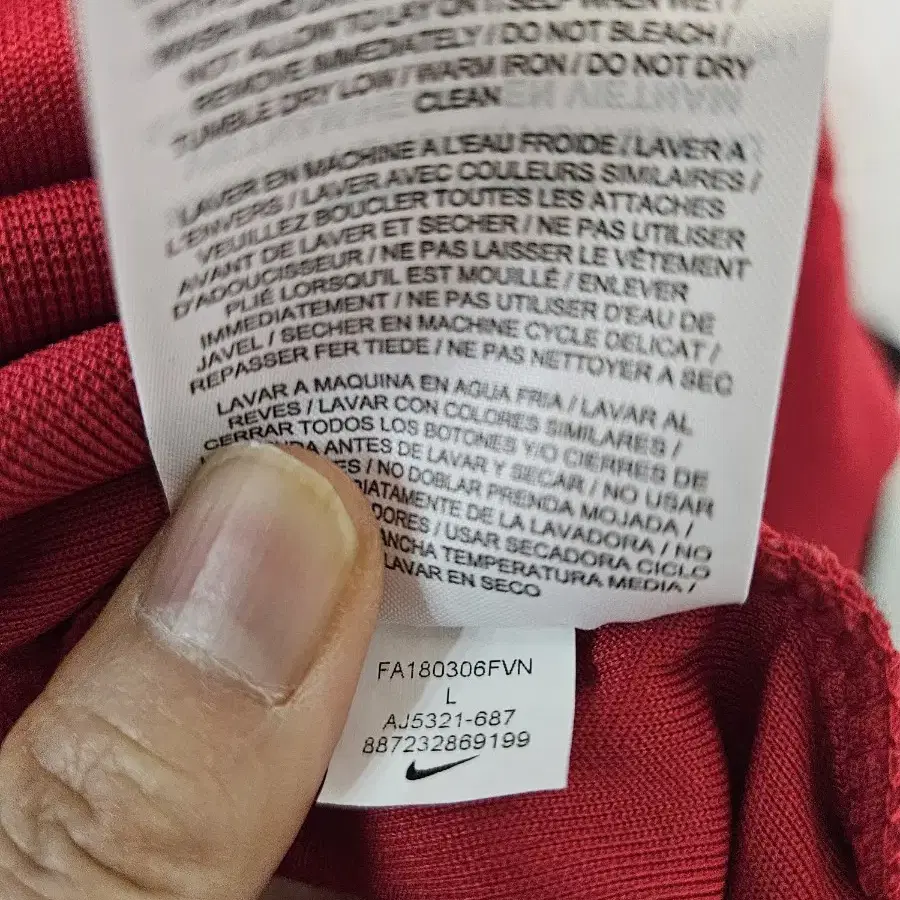 NOT ALLOW TO LAY ON ITSELF WHEN WET /
REMOVE IMMEDIATELY / DO NOT BLEACH /
TUMBLE DRY LOW / WARM IRON / DO NOT DRY
CLEAN
LAVER EN MACHINE A L'EAU FROIDE / LAVER A
L'ENVERS / LAVER AVEC COULEURS SIMILAIRES /
VEUILLEZ BOUCLER TOUTES LES ATTACHES
AVANT DE LAVER ET SECHER / NE PAS UTILISER
D'ADOUCISSEUR / NE PAS LAISSER LE VÊTEMENT
PLIÉ LORSQU'IL EST MOUILLÉ / ENLEVER
IMMEDIATEMENT / NE PAS UTILISER D'EAU DE
JAVEL / SECHER EN MACHINE CYCLE DELICAT /
REPASSER FER TIEDE / NE PAS NETTOYER A SEC
LAVAR A MAQUINA EN AGUA FRIA / LAVAR AL
REVES / LAVAR CON COLORES SIMILARES /
CERRAR TODOS LOS BOTONES Y/O CIERRES DE
ANTES DE LAVAR Y SECAR / NO USAR
/ NO DOBLAR PRENDA MOJADA /
DE LA LAVADORA / NO
/ USAR SECADORA CICLO
TEMPERATURA MEDIA /
LAVAR EN SECO
FA180306FVN
L
AJ5321-687
887232869199